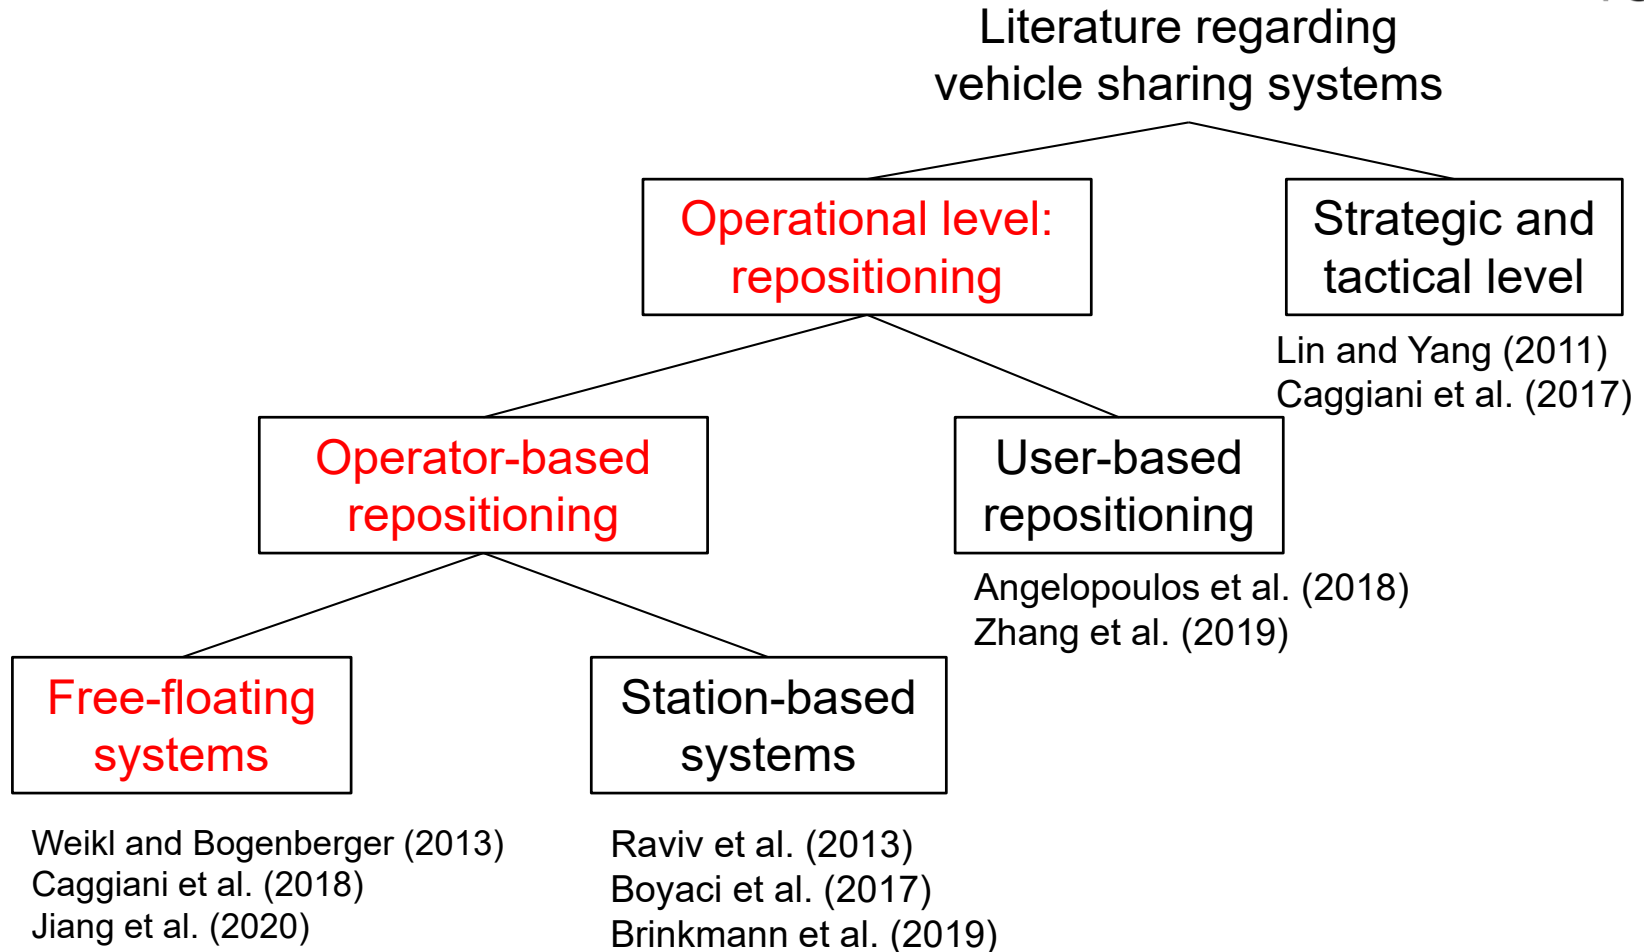 Literature regarding
vehicle sharing systems
Operational level:
repositioning
Strategic and
tactical level
Lin and Yang (2011)
Caggiani et al. (2017)
Operator-based
repositioning
User-based
repositioning
Angelopoulos et al. (2018)
Zhang et al. (2019)
Free-floating
systems
Station-based
systems
Weikl and Bogenberger (2013)
Caggiani et al. (2018)
Jiang et al. (2020)
Raviv et al. (2013)
Boyaci et al. (2017)
Brinkmann et al. (2019)